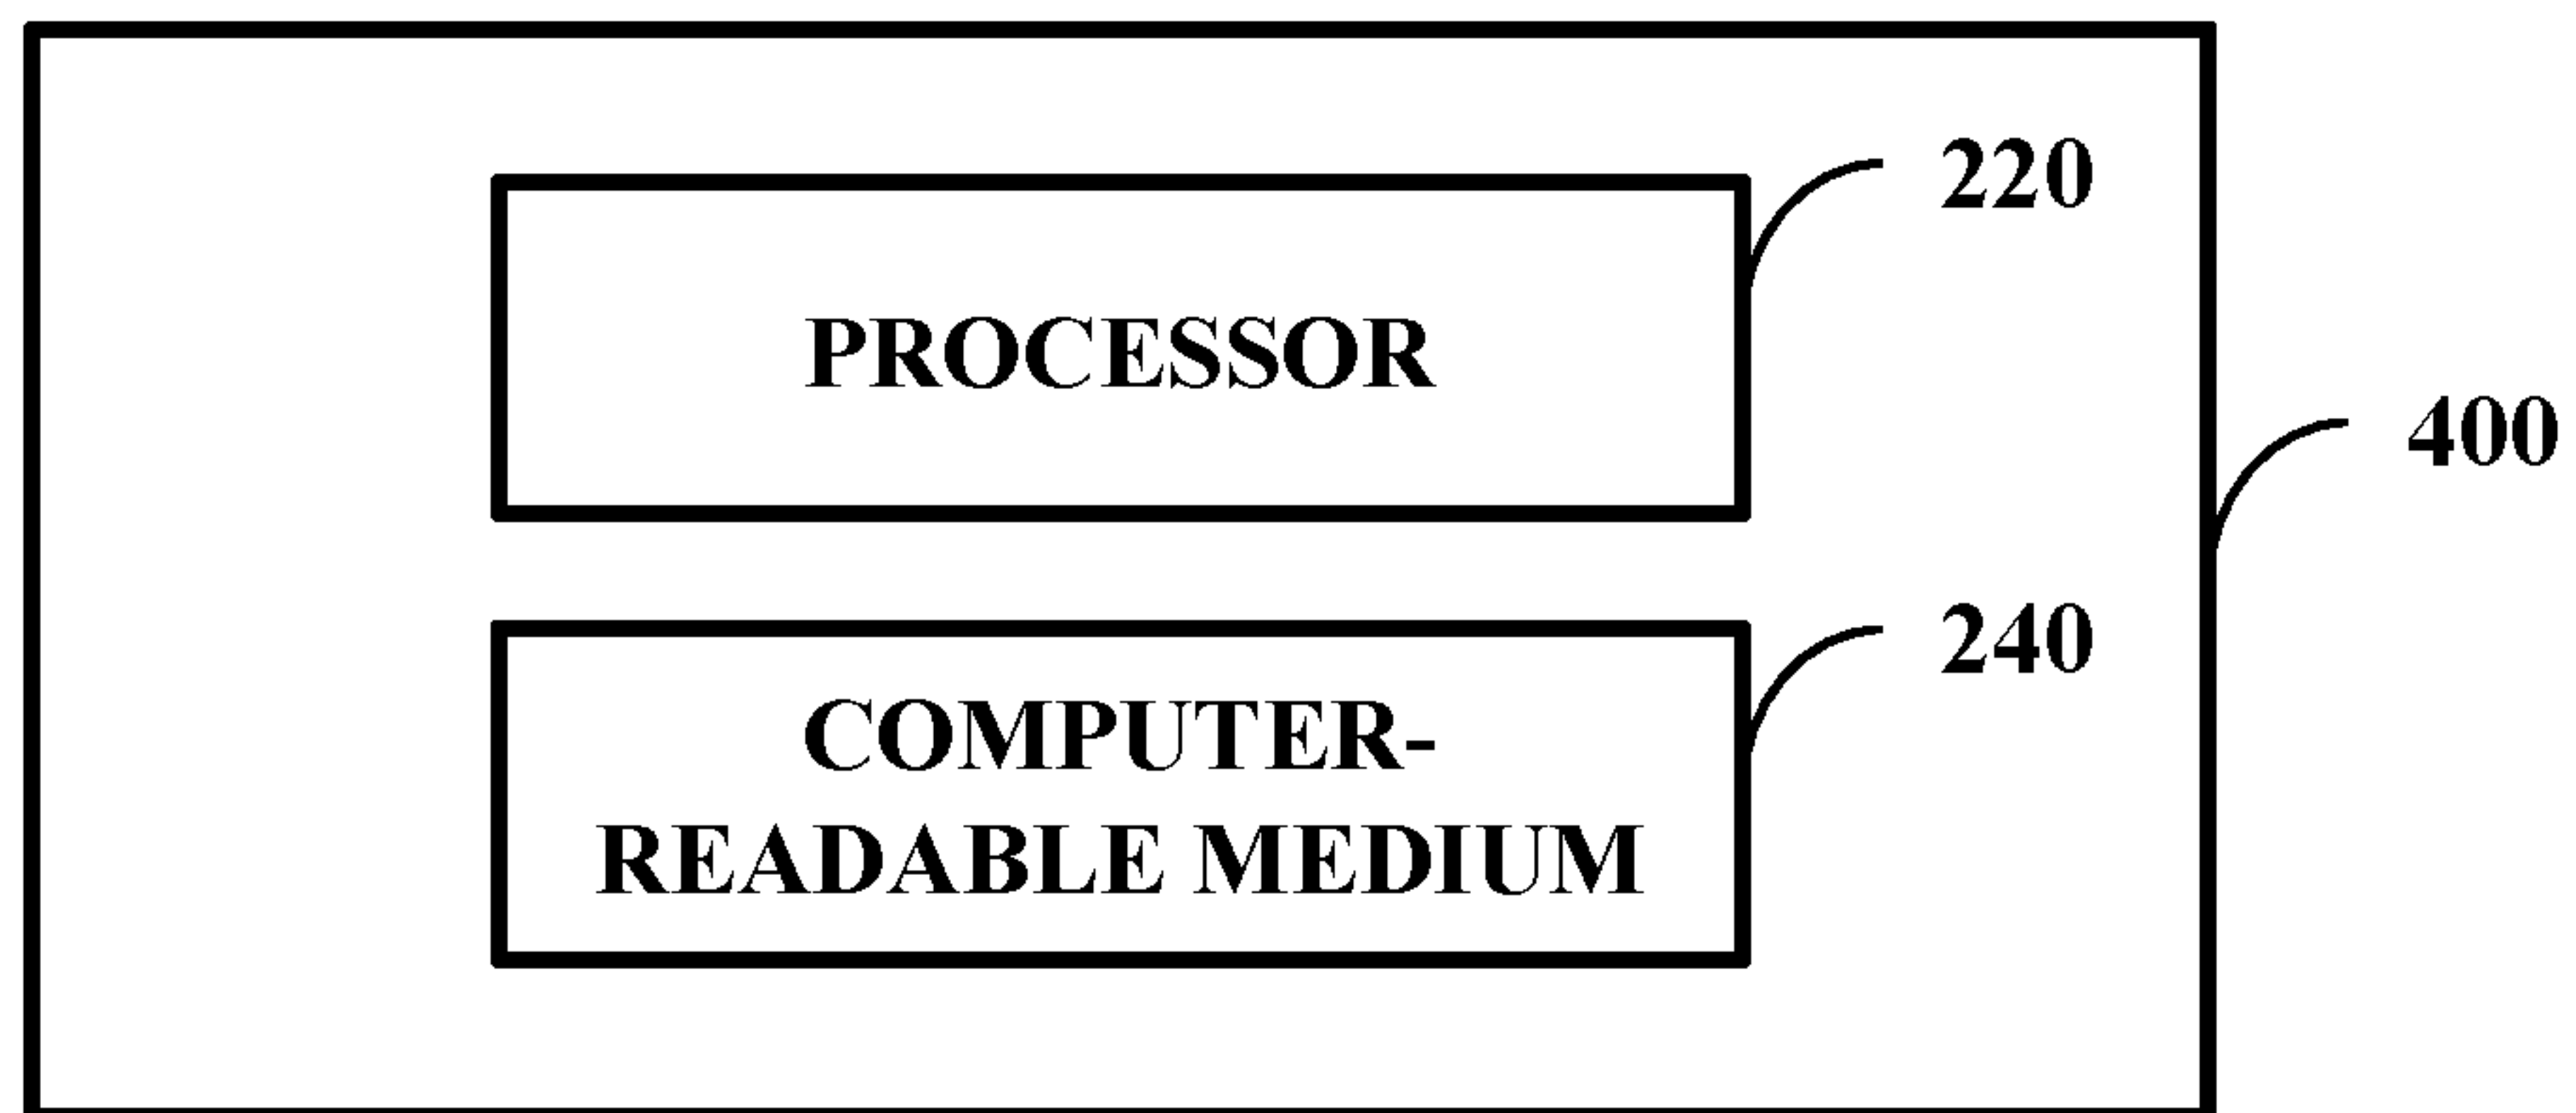 220
PROCESSOR
400
240
COMPUTER-
READABLE MEDIUM